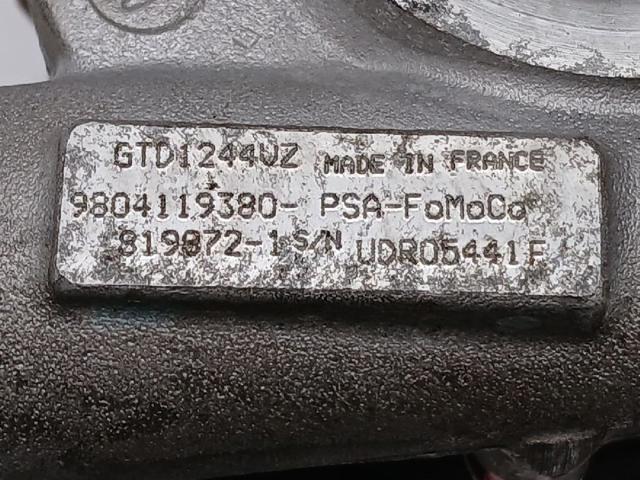 GTD1244VZ MADE IN FRANCE
9804119380- PSA-FoMoCo
819872-1 S/N UDR05441F